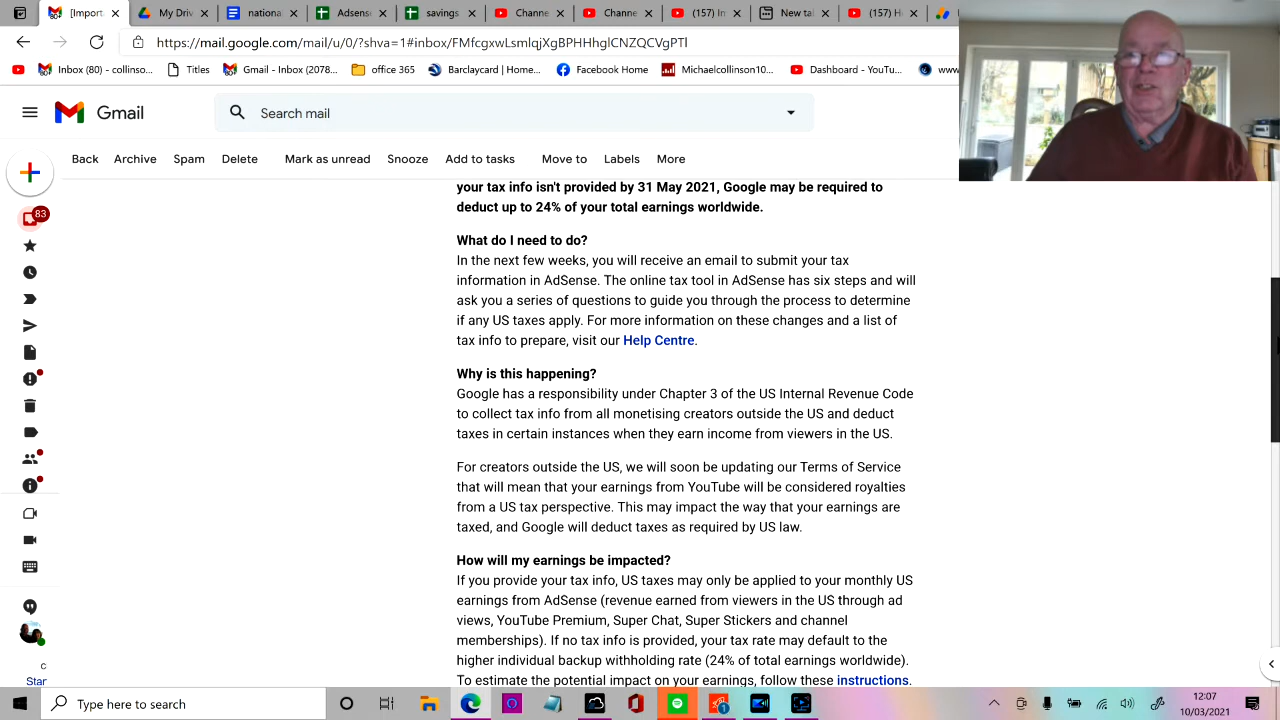 [New ta
nationa
Adsens
savings
(157) In
(157) H
https://mail.google.com/mail/u/0/?shva=1#inbox/FMfcgxwLsmlqjXgBPHHhglCNZQCVgPTl
Inbox (80) - collinso...
Titles
Gmail - Inbox (2078...
office 365
Barclaycard | Home...
Facebook Home
Michaelcollinson10...
Dashboard - YouTu...
www
Gmail
Search mail
Back Archive Spam Delete Mark as unread Snooze Add to tasks Move to Labels More
83
your tax info isn't provided by 31 May 2021, Google may be required to
deduct up to 24% of your total earnings worldwide.
What do I need to do?
In the next few weeks, you will receive an email to submit your tax
information in AdSense. The online tax tool in AdSense has six steps and will
ask you a series of questions to guide you through the process to determine
if any US taxes apply. For more information on these changes and a list of
tax info to prepare, visit our Help Centre.
Why is this happening?
Google has a responsibility under Chapter 3 of the US Internal Revenue Code
to collect tax info from all monetising creators outside the US and deduct
taxes in certain instances when they earn income from viewers in the US.
For creators outside the US, we will soon be updating our Terms of Service
that will mean that your earnings from YouTube will be considered royalties
from a US tax perspective. This may impact the way that your earnings are
taxed, and Google will deduct taxes as required by US law.
How will my earnings be impacted?
If you provide your tax info, US taxes may only be applied to your monthly US
earnings from AdSense (revenue earned from viewers in the US through ad
views, YouTube Premium, Super Chat, Super Stickers and channel
memberships). If no tax info is provided, your tax rate may default to the
higher individual backup withholding rate (24% of total earnings worldwide).
To estimate the potential impact on your earnings, follow these instructions.
c
Star
Type here to search
1
12:07
10/03/2021